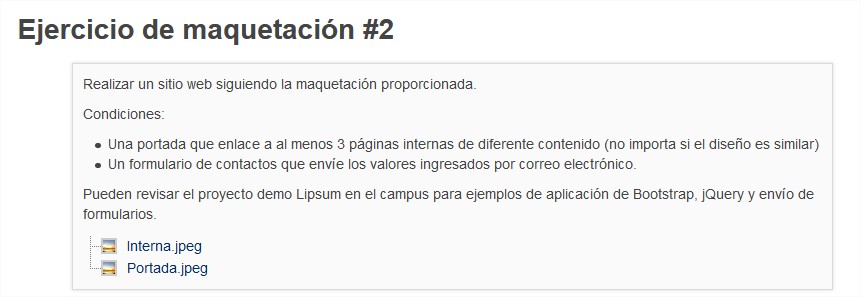 Ejercicio de maquetación #2
Realizar un sitio web siguiendo la maquetación proporcionada.
Condiciones:
Una portada que enlace a al menos 3 páginas internas de diferente contenido (no importa si el diseño es similar)
Un formulario de contactos que envíe los valores ingresados por correo electrónico.
Pueden revisar el proyecto demo Lipsum en el campus para ejemplos de aplicación de Bootstrap, jQuery y envío de
formularios.
Interna.jpeg
Portada.jpeg